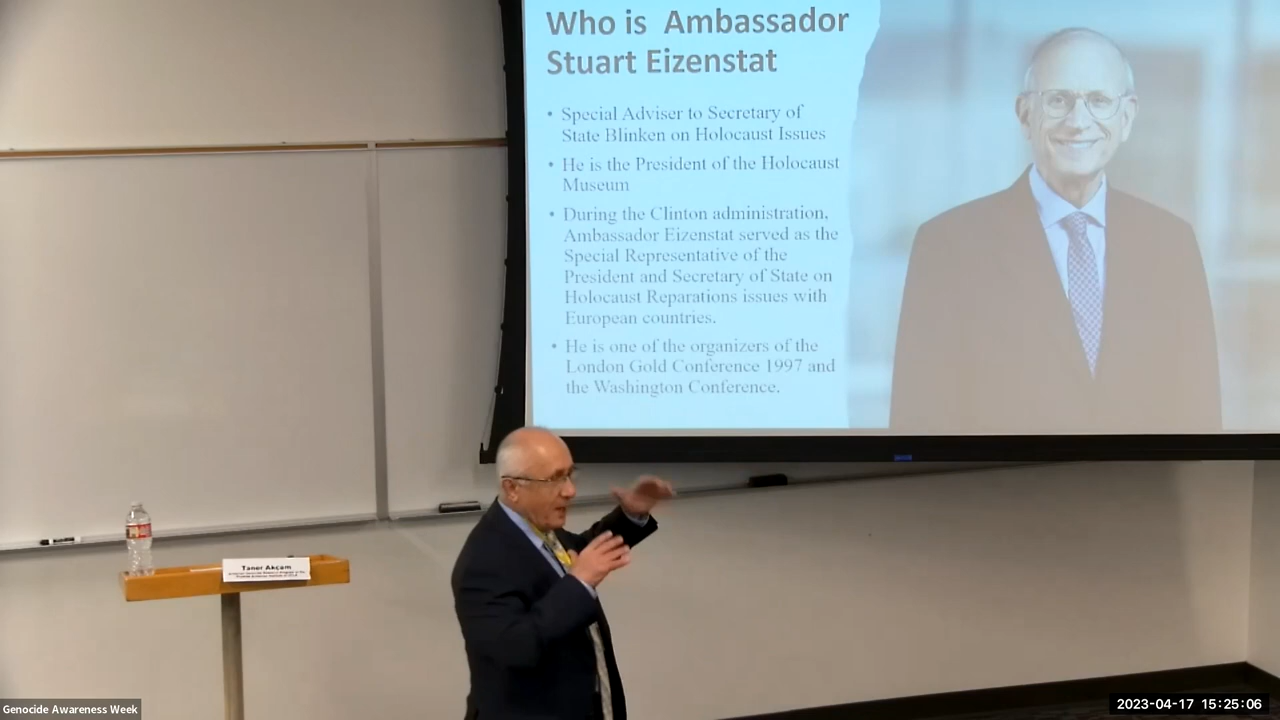 Who is Ambassador
Stuart Eizenstat
• Special Adviser to Secretary of
State Blinken on Holocaust Issues
• He is the President of the Holocaust
Museum
• During the Clinton administration,
Ambassador Eizenstat served as the
Special Representative of the
President and Secretary of State on
Holocaust Reparations issues with
European countries.
• He is one of the organizers of the
London Gold Conference 1997 and
the Washington Conference.
Taner Akçam
Genocide Awareness Week
2023-04-17 15:25:06